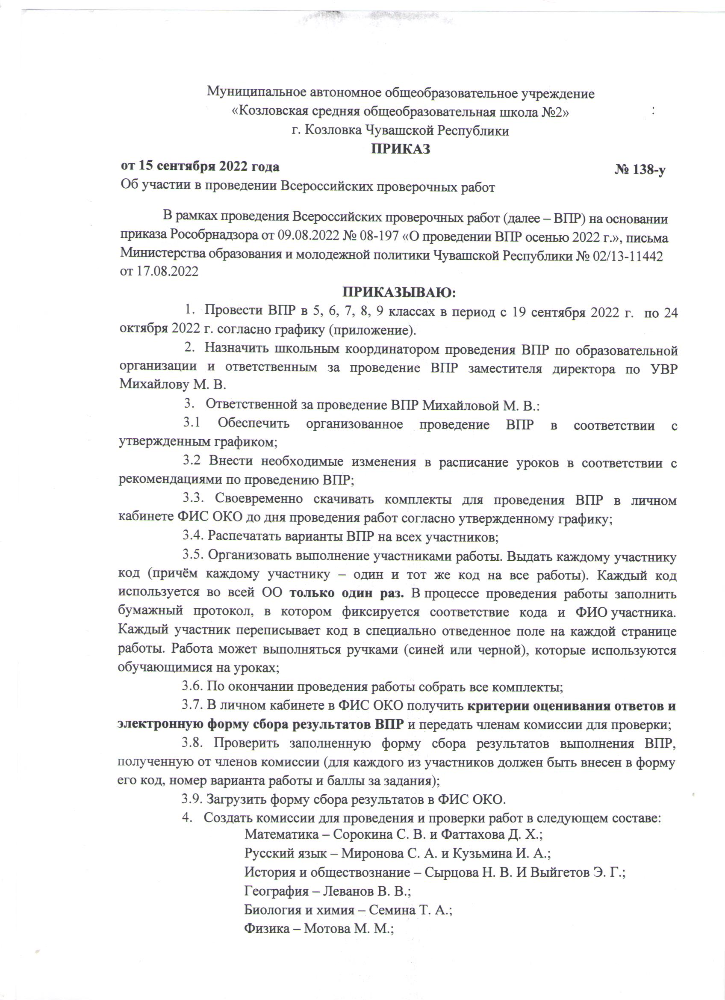 Муниципальное автономное общеобразовательное учреждение
«Козловская средняя общеобразовательная школа №2»
г. Козловка Чувашской Республики
ПРИКАЗ
от 15 сентября 2022 года № 138-у
Об участии в проведении Всероссийских проверочных работ
В рамках проведения Всероссийских проверочных работ (далее – ВПР) на основании
приказа Рособрнадзора от 09.08.2022 № 08-197 «О проведении ВПР осенью 2022 г.», письма
Министерства образования и молодежной политики Чувашской Республики № 02/13-11442
от 17.08.2022
ПРИКАЗЫВАЮ:
1. Провести ВПР в 5, 6, 7, 8, 9 классах в период с 19 сентября 2022 г. по 24
октября 2022 г. согласно графику (приложение).
2. Назначить школьным координатором проведения ВПР по образовательной
организации и ответственным за проведение ВПР заместителя директора по УВР
Михайлову М. В.
3. Ответственной за проведение ВПР Михайловой М. В.:
3.1 Обеспечить организованное проведение ВПР в соответствии с
утвержденным графиком;
3.2 Внести необходимые изменения в расписание уроков в соответствии с
рекомендациями по проведению ВПР;
3.3. Своевременно скачивать комплекты для проведения ВПР в личном
кабинете ФИС ОКО до дня проведения работ согласно утвержденному графику;
3.4. Распечатать варианты ВПР на всех участников;
3.5. Организовать выполнение участниками работы. Выдать каждому участнику
код (причём каждому участнику – один и тот же код на все работы). Каждый код
используется во всей ОО только один раз. В процессе проведения работы заполнить
бумажный протокол, в котором фиксируется соответствие кода и ФИО участника.
Каждый участник переписывает код в специально отведенное поле на каждой странице
работы. Работа может выполняться ручками (синей или черной), которые используются
обучающимися на уроках;
3.6. По окончании проведения работы собрать все комплекты;
3.7. В личном кабинете в ФИС ОКО получить критерии оценивания ответов и
электронную форму сбора результатов ВПР и передать членам комиссии для проверки;
3.8. Проверить заполненную форму сбора результатов выполнения ВПР,
полученную от членов комиссии (для каждого из участников должен быть внесен в форму
его код, номер варианта работы и баллы за задания);
3.9. Загрузить форму сбора результатов в ФИС ОКО.
4. Создать комиссии для проведения и проверки работ в следующем составе:
Математика – Сорокина С. В. и Фаттахова Д. Х.;
Русский язык – Миронова С. А. и Кузьмина И. А.;
История и обществознание – Сырцова Н. В. И Выйгетов Э. Г.;
География – Леванов В. В.;
Биология и химия – Семина Т. А.;
Физика – Мотова М. М.;